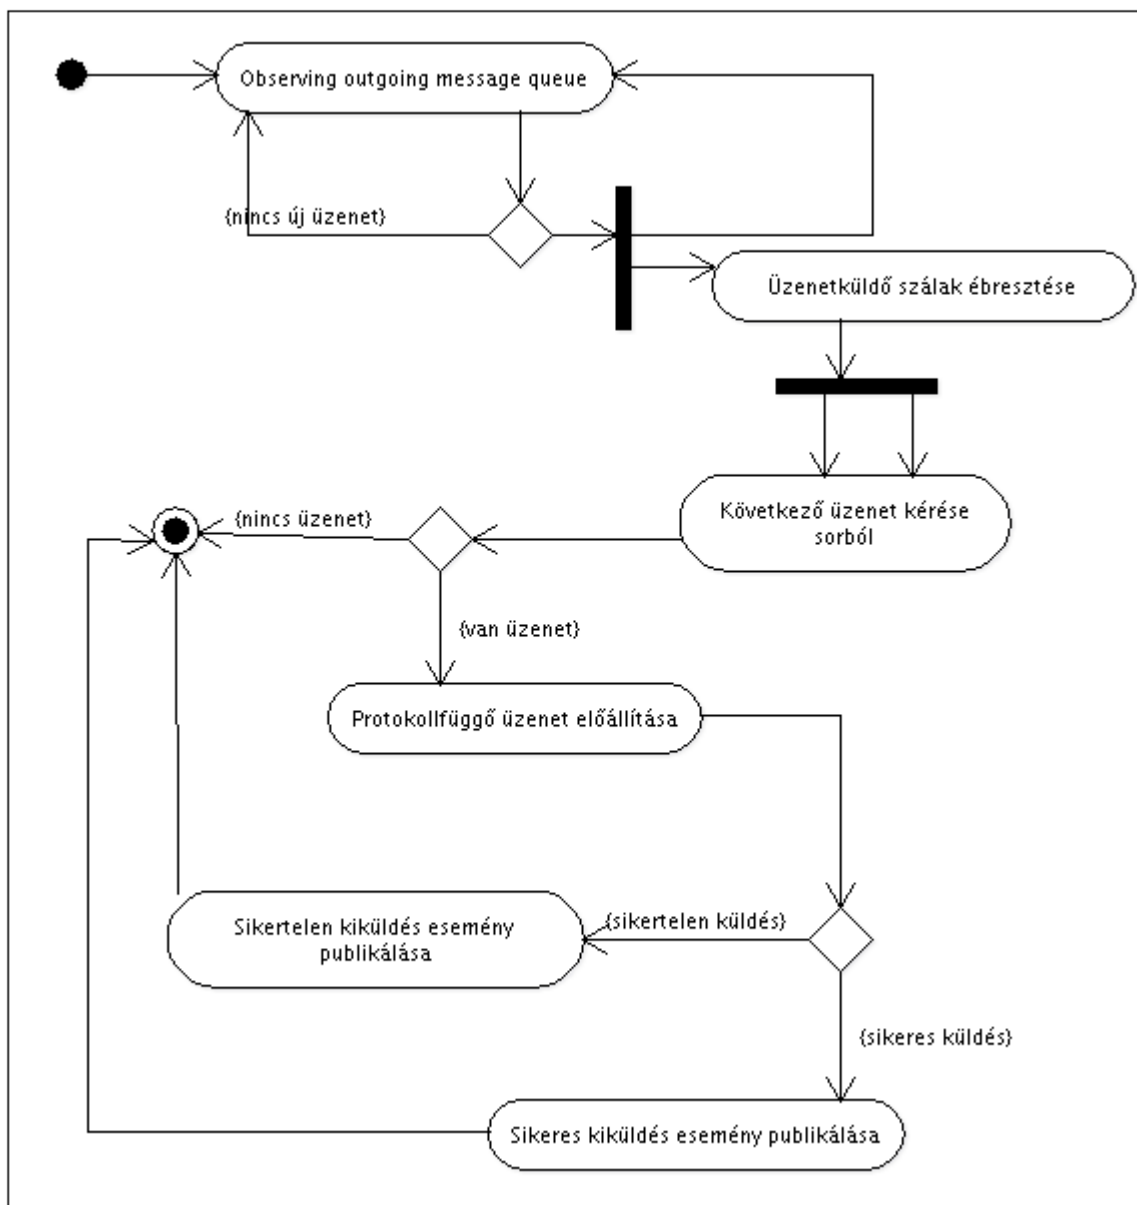 Observing outgoing message queue
{nincs új üzenet}
Üzenetküldő szálak ébresztése
Következő üzenet kérése
sorból
{nincs üzenet}
{van üzenet}
Protokollfüggő üzenet előállítása
{sikertelen küldés}
Sikertelen kiküldés esemény
publikálása
{sikeres küldés}
Sikeres kiküldés esemény publikálása